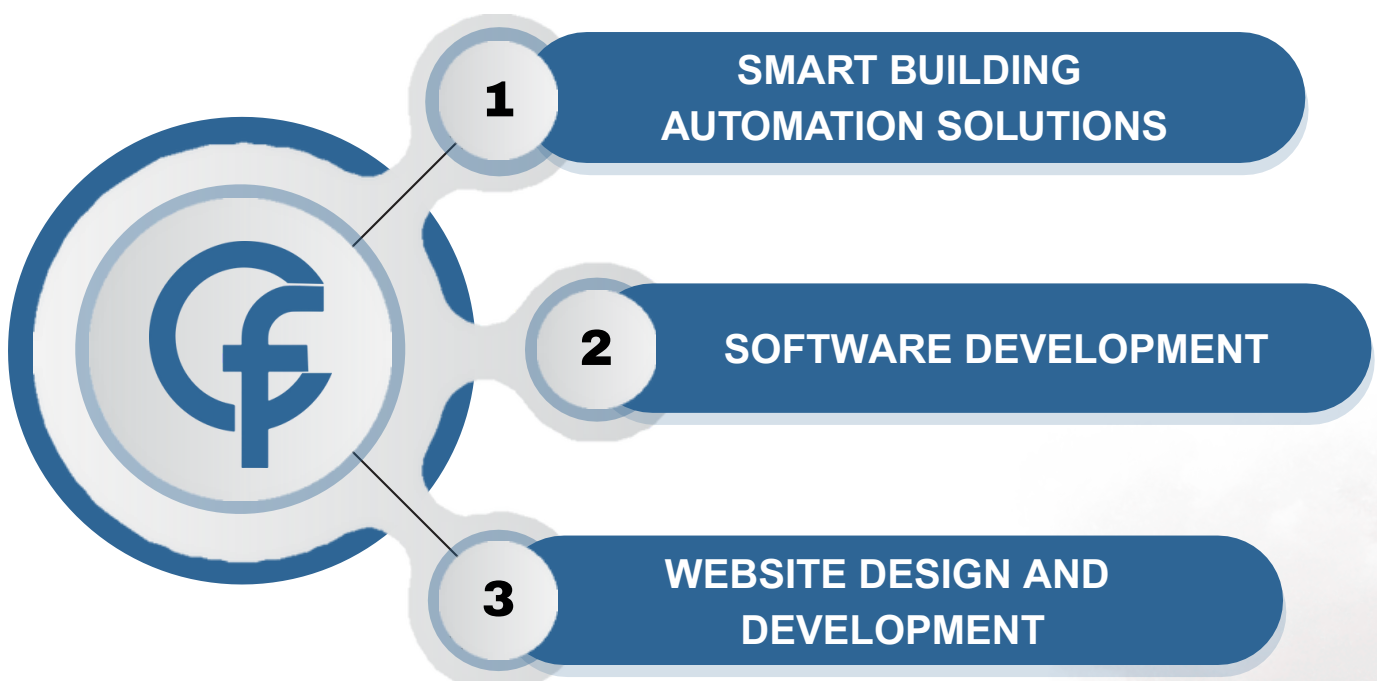 1
SMART BUILDING
AUTOMATION SOLUTIONS
2
SOFTWARE DEVELOPMENT
3
WEBSITE DESIGN AND
DEVELOPMENT